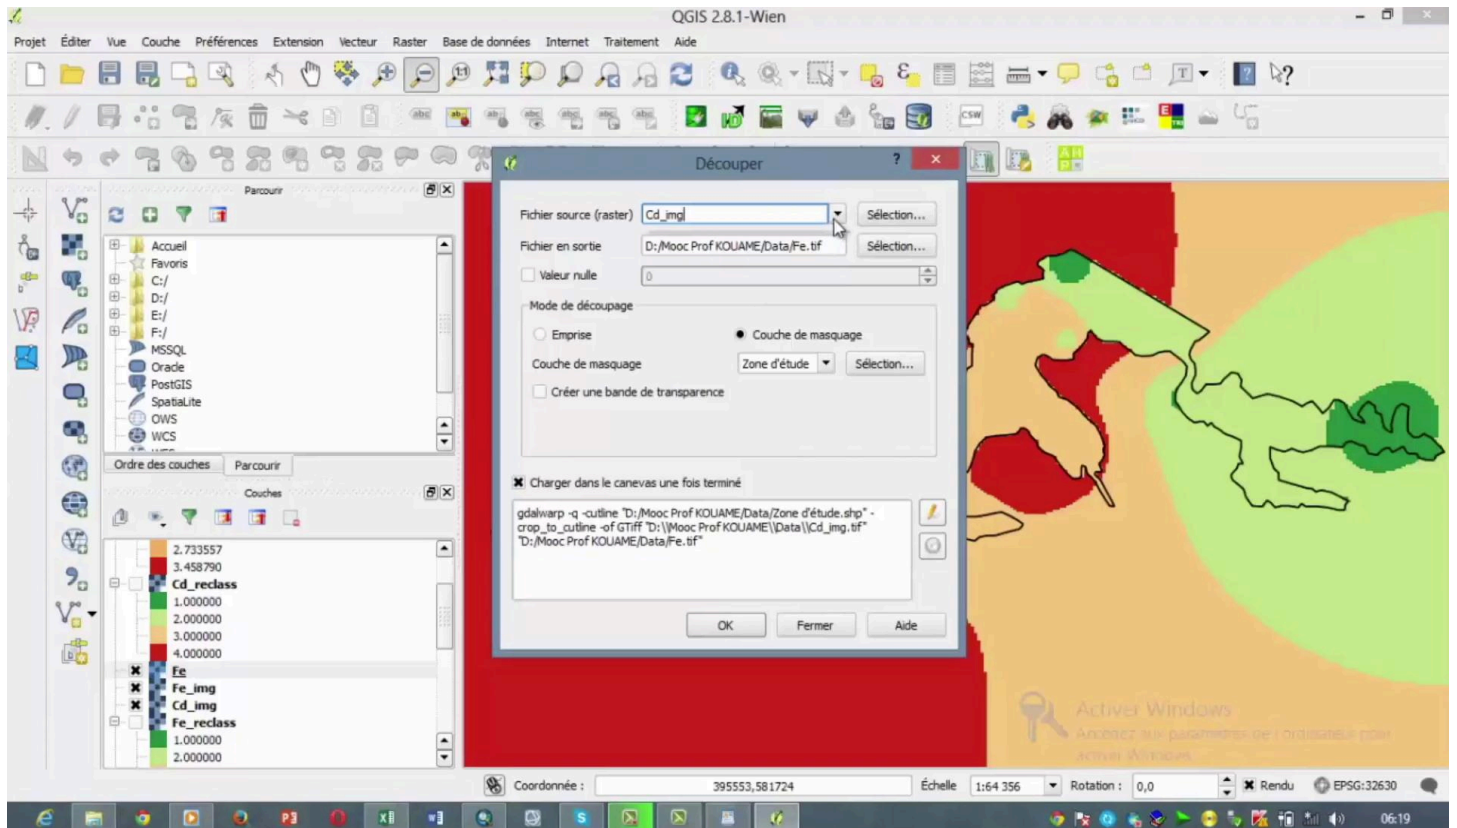 QGIS 2.8.1-Wien
Projet Éditer Vue Couche Préférences Extension Vecteur Raster Base de données Internet Traitement Aide
Parcourir
Accueil
Favoris
C:/
D:/
E:/
F:/
MSSQL
Oracle
PostGIS
SpatiaLite
OWS
WCS
Ordre des couches Parcourir
Couches
2.733557
3.458790
Cd_reclass
1.000000
2.000000
3.000000
4.000000
Fe
Fe_img
Cd_img
Fe_reclass
1.000000
2.000000
Découper
?
Fichier source (raster) Cd_img Sélection...
Fichier en sortie D:/Mooc Prof KOUAME/Data/Fe.tif Sélection...
Valeur nulle 0
Mode de découpage
Emprise Couche de masquage
Couche de masquage Zone d'étude Sélection...
Créer une bande de transparence
Charger dans le canevas une fois terminé
gdalwarp -q -cutline "D:/Mooc Prof KOUAME/Data/Zone d'étude.shp" -
crop_to_cutline -of GTiff "D:\\Mooc Prof KOUAME\\Data\\Cd_img.tif"
"D:/Mooc Prof KOUAME/Data/Fe.tif"
OK Fermer Aide
Activer Windows
Coordonnée : 395553,581724 Échelle 1:64 356 Rotation : 0,0 Rendu EPSG:32630
06:19